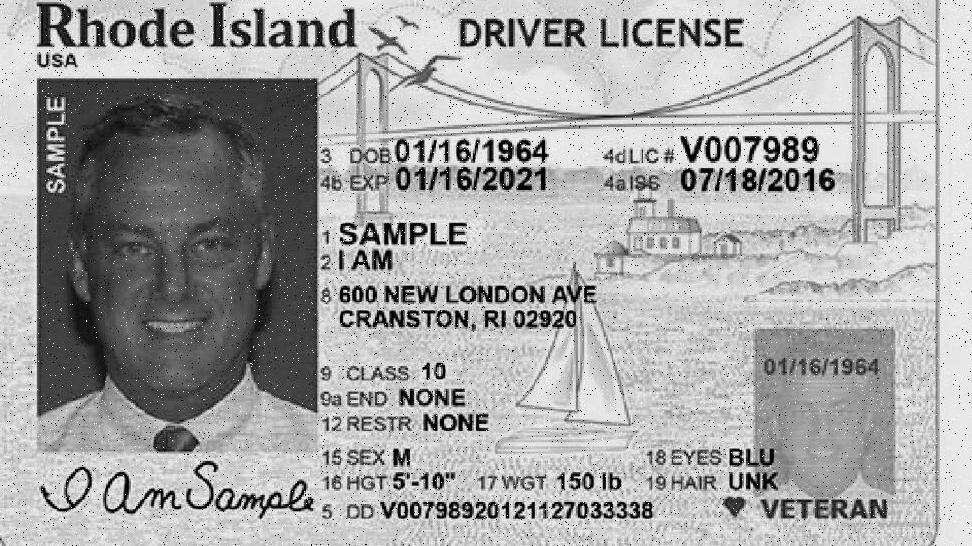 Rhode Island DRIVER LICENSE
USA
SAMPLE
3 DOB 01/16/1964 4d LIC # V007989
4b EXP 01/16/2021 4a ISS 07/18/2016
1 SAMPLE
2 I AM
8 600 NEW LONDON AVE
CRANSTON, RI 02920
01/16/1964
9 CLASS 10
9a END NONE
12 RESTR NONE
15 SEX M 18 EYES BLU
16 HGT 5'-10" 17 WGT 150 lb 19 HAIR UNK
I Am Sample
5 DD V00798920121127033338 VETERAN